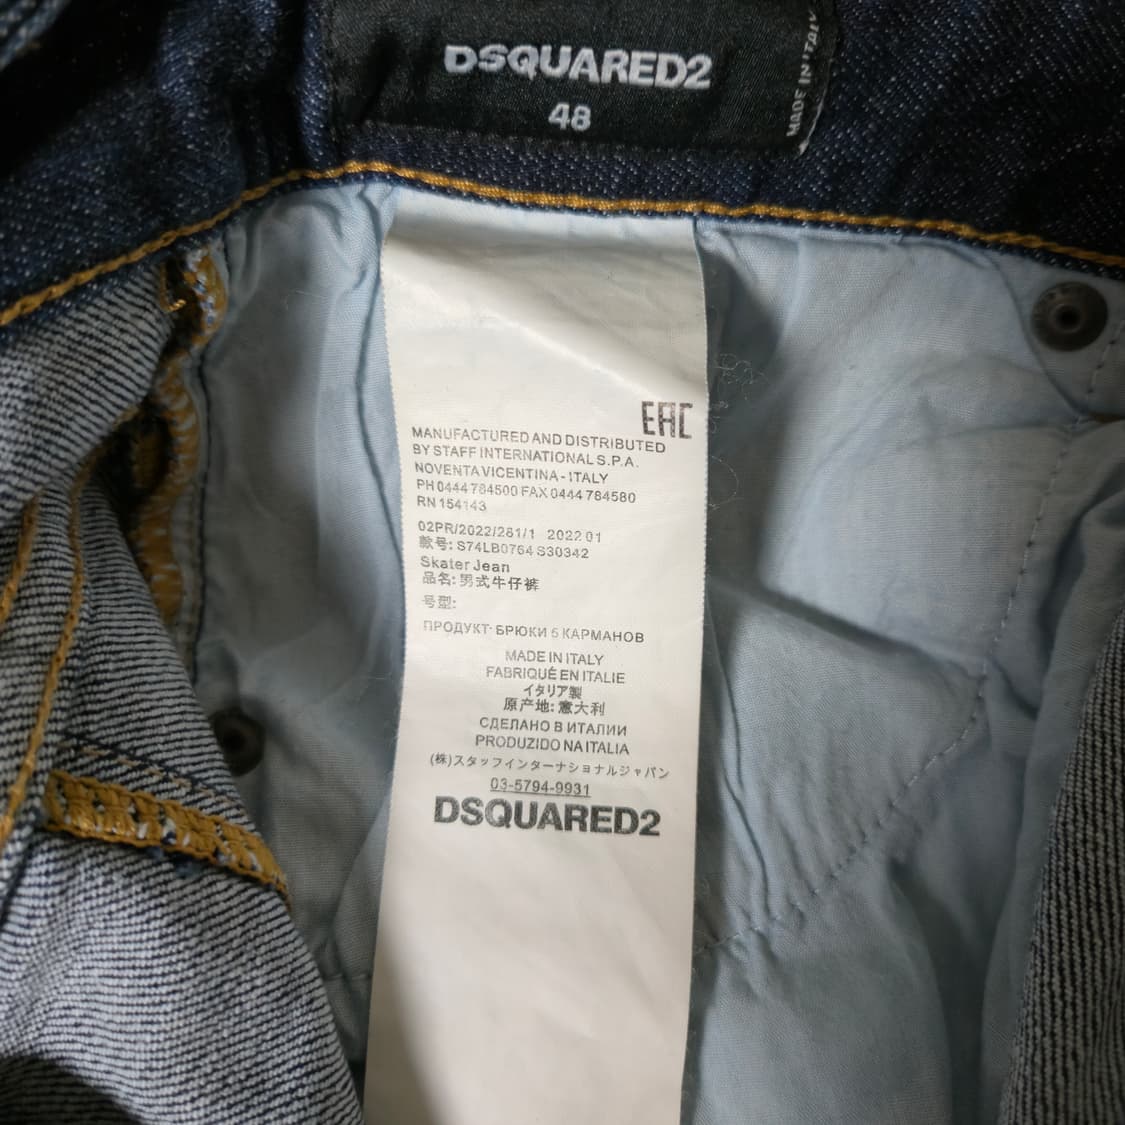 DSQUARED2
48
MADE IN ITALY
EAC
MANUFACTURED AND DISTRIBUTED
BY STAFF INTERNATIONAL S.P.A.
NOVENTA VICENTINA - ITALY
PH 0444 784500 FAX 0444 784580
RN 154143
02PR/2022/281/1 2022 01
款号: S74LB0764 S30342
Skater Jean
品名: 男式牛仔裤
号型:
ПРОДУКТ: БРЮКИ 5 КАРМАНОВ
MADE IN ITALY
FABRIQUÉ EN ITALIE
イタリア製
原产地: 意大利
СДЕЛАНО В ИТАЛИИ
PRODUZIDO NA ITALIA
(株)スタッフインターナショナルジャパン
03-5794-9931
DSQUARED2